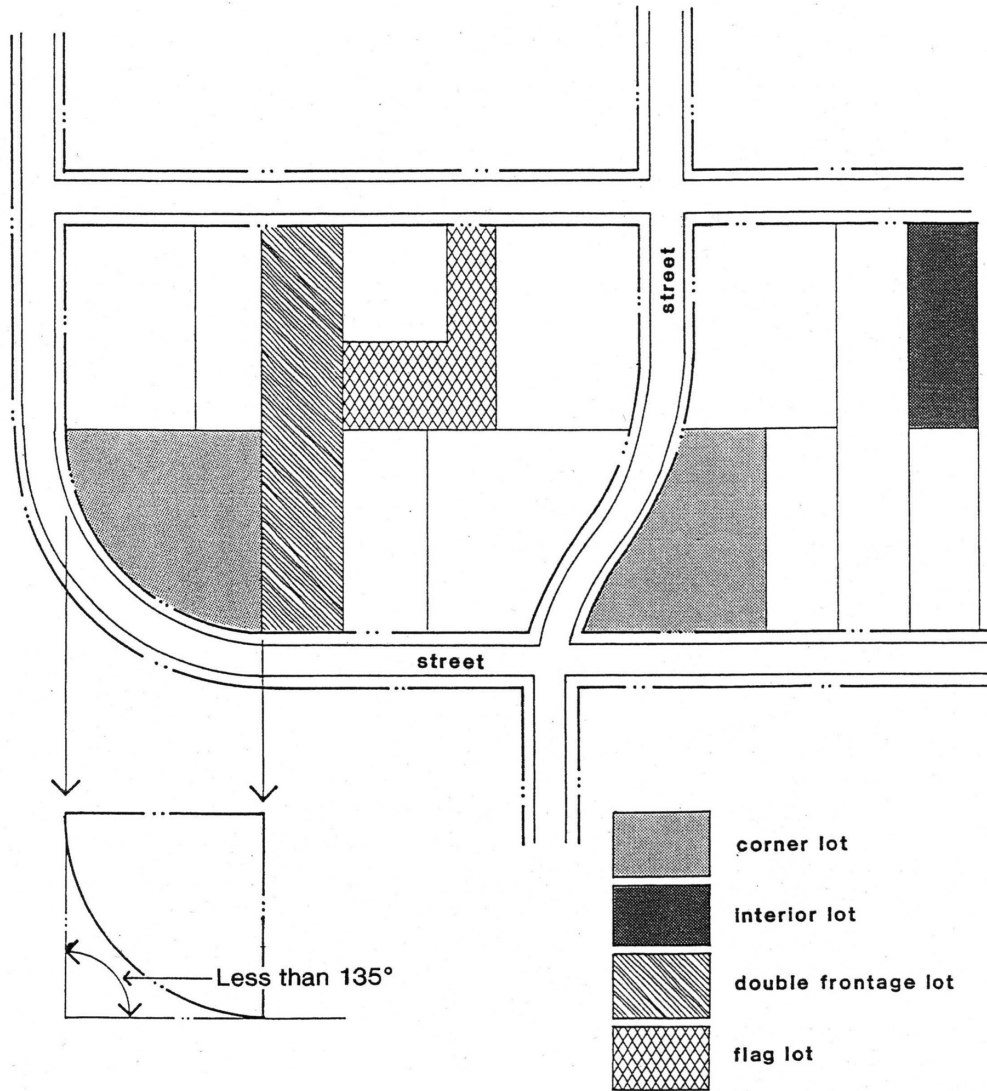 street
street
Less than 135°
corner lot
interior lot
double frontage lot
flag lot